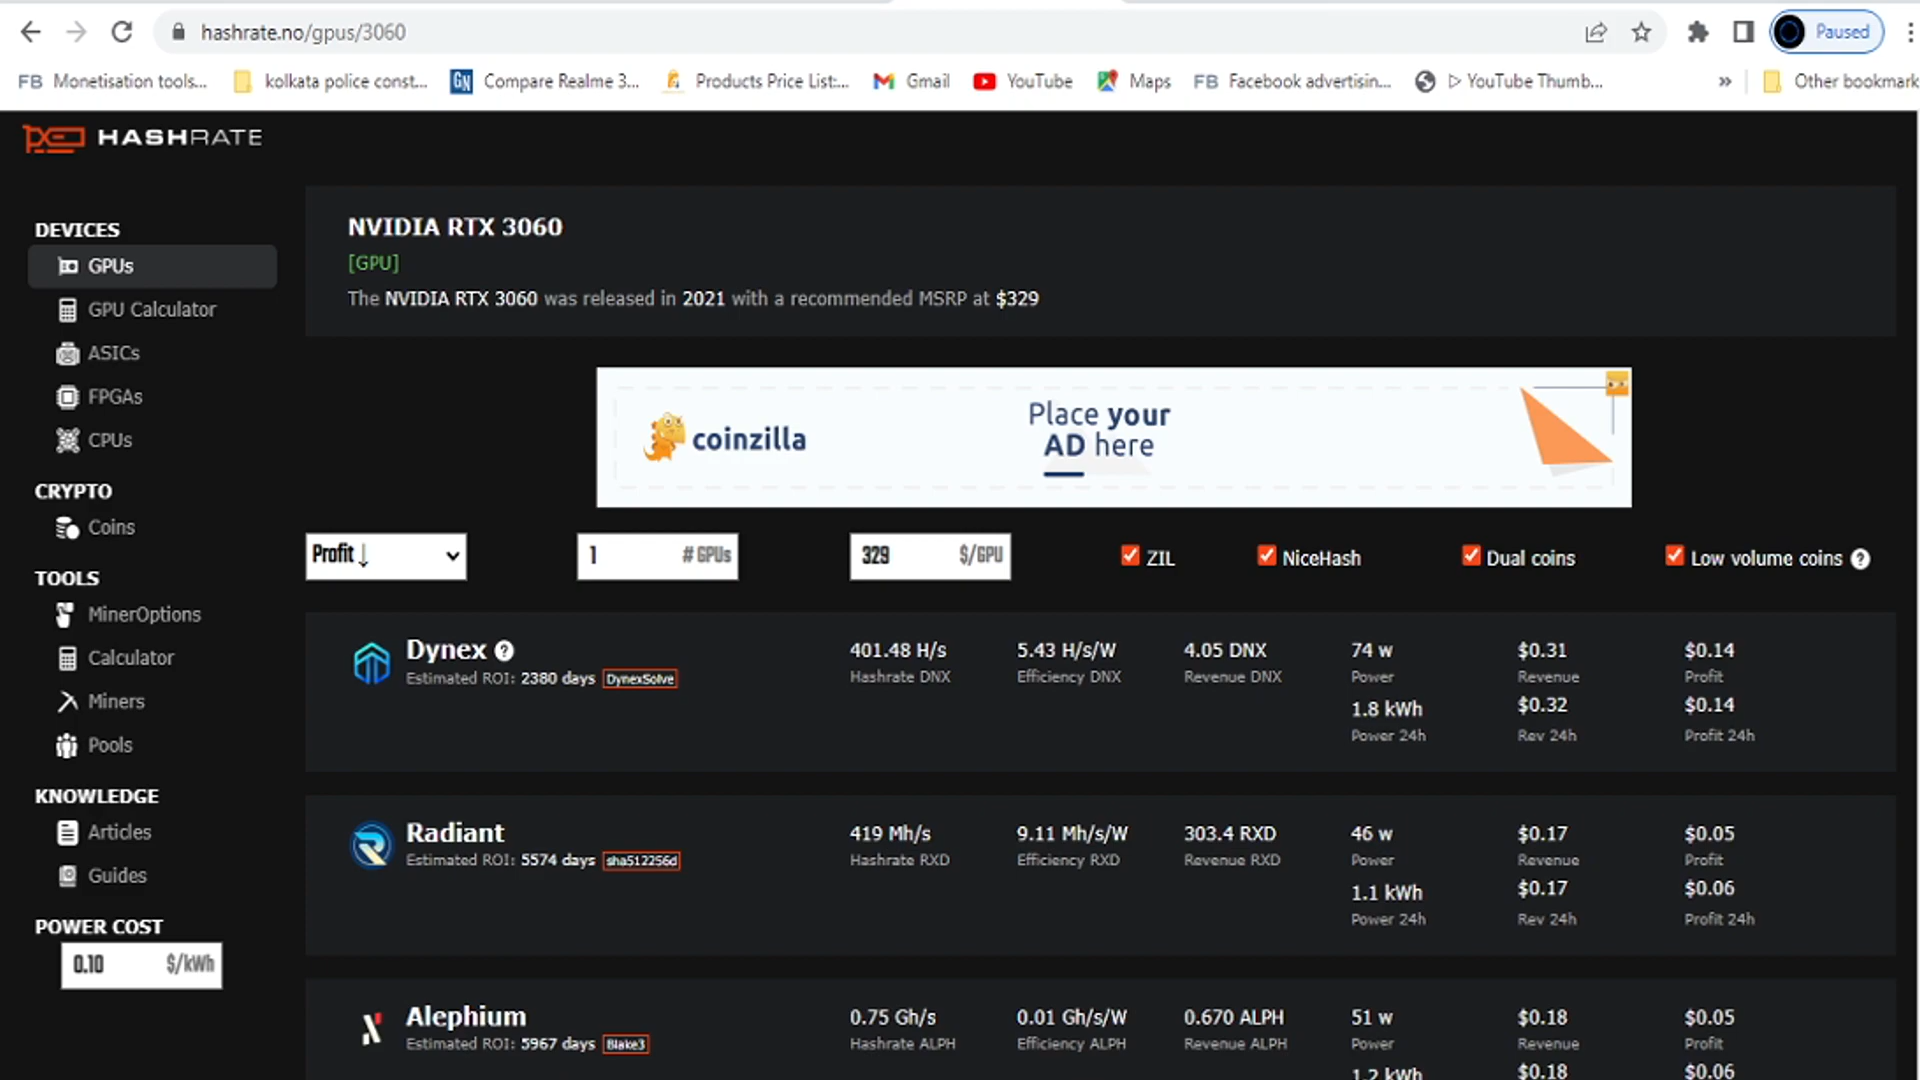 hashrate.no/gpus/3060
Paused
FB Monetisation tools...
kolkata police const...
GN Compare Realme 3...
Products Price List:...
Gmail
YouTube
Maps
FB Facebook advertisin...
▷ YouTube Thumb...
»
Other bookmark
HASHRATE
DEVICES
GPUs
GPU Calculator
ASICs
FPGAs
CPUs
CRYPTO
Coins
TOOLS
MinerOptions
Calculator
Miners
Pools
KNOWLEDGE
Articles
Guides
POWER COST
0.10 $/kWh
NVIDIA RTX 3060
[GPU]
The NVIDIA RTX 3060 was released in 2021 with a recommended MSRP at $329
coinzilla
Place your
AD here
Profit ↓
1 # GPUs
329 $/GPU
ZIL
NiceHash
Dual coins
Low volume coins ?
Dynex ?
Estimated ROI: 2380 days DynexSolve
401.48 H/s
Hashrate DNX
5.43 H/s/W
Efficiency DNX
4.05 DNX
Revenue DNX
74 w
Power
1.8 kWh
Power 24h
$0.31
Revenue
$0.32
Rev 24h
$0.14
Profit
$0.14
Profit 24h
Radiant
Estimated ROI: 5574 days sha512256d
419 Mh/s
Hashrate RXD
9.11 Mh/s/W
Efficiency RXD
303.4 RXD
Revenue RXD
46 w
Power
1.1 kWh
Power 24h
$0.17
Revenue
$0.17
Rev 24h
$0.05
Profit
$0.06
Profit 24h
Alephium
Estimated ROI: 5967 days Blake3
0.75 Gh/s
Hashrate ALPH
0.01 Gh/s/W
Efficiency ALPH
0.670 ALPH
Revenue ALPH
51 w
Power
1.2 kWh
$0.18
Revenue
$0.18
$0.05
Profit
$0.06